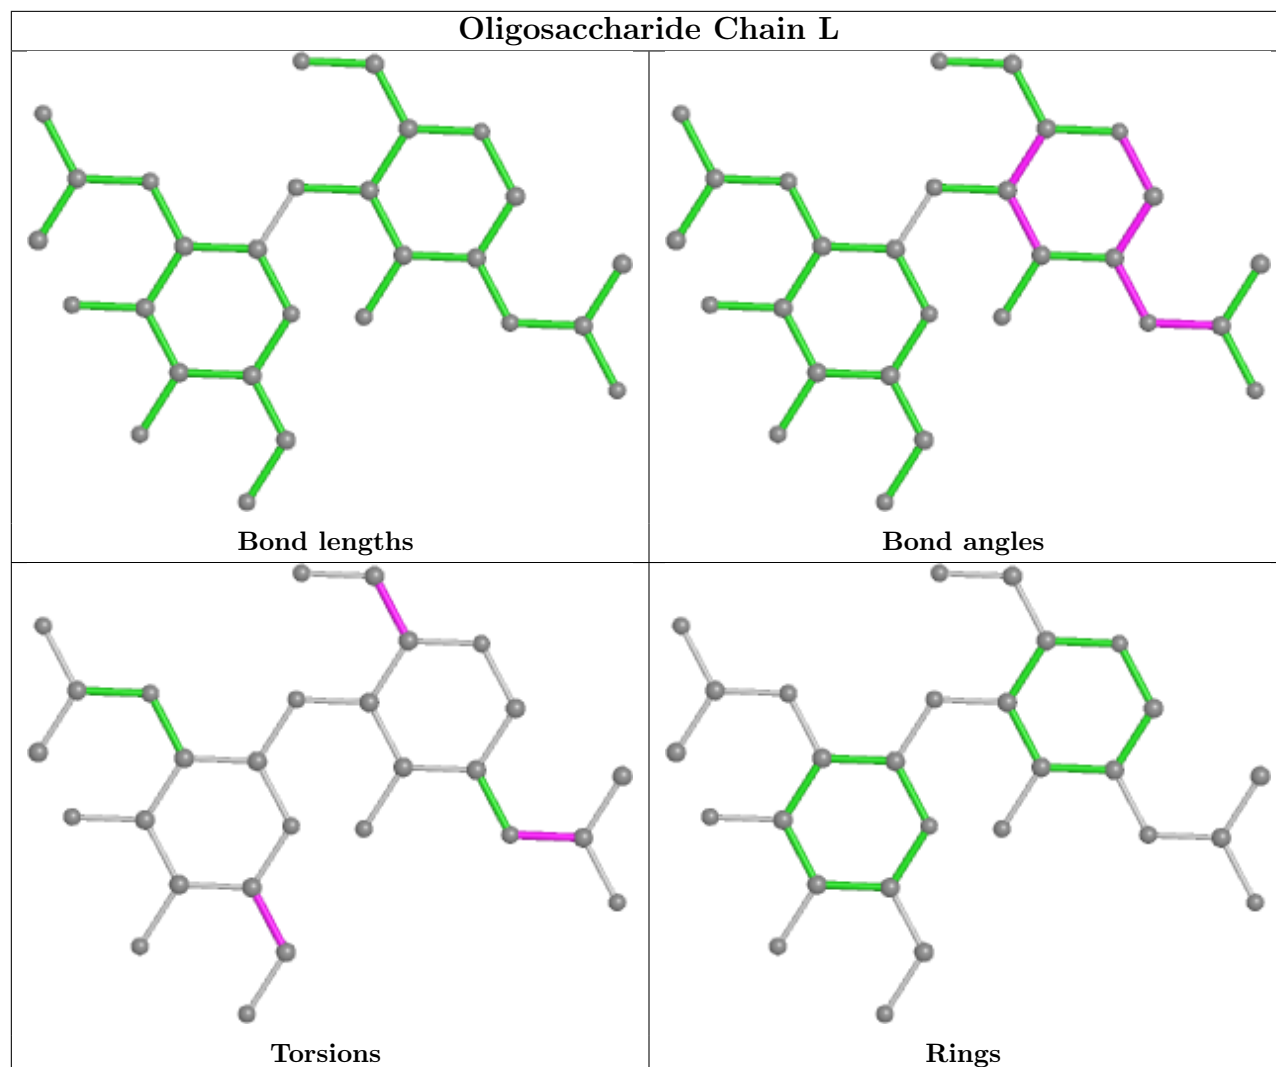 Oligosaccharide Chain L
Bond lengths
Bond angles
Torsions
Rings